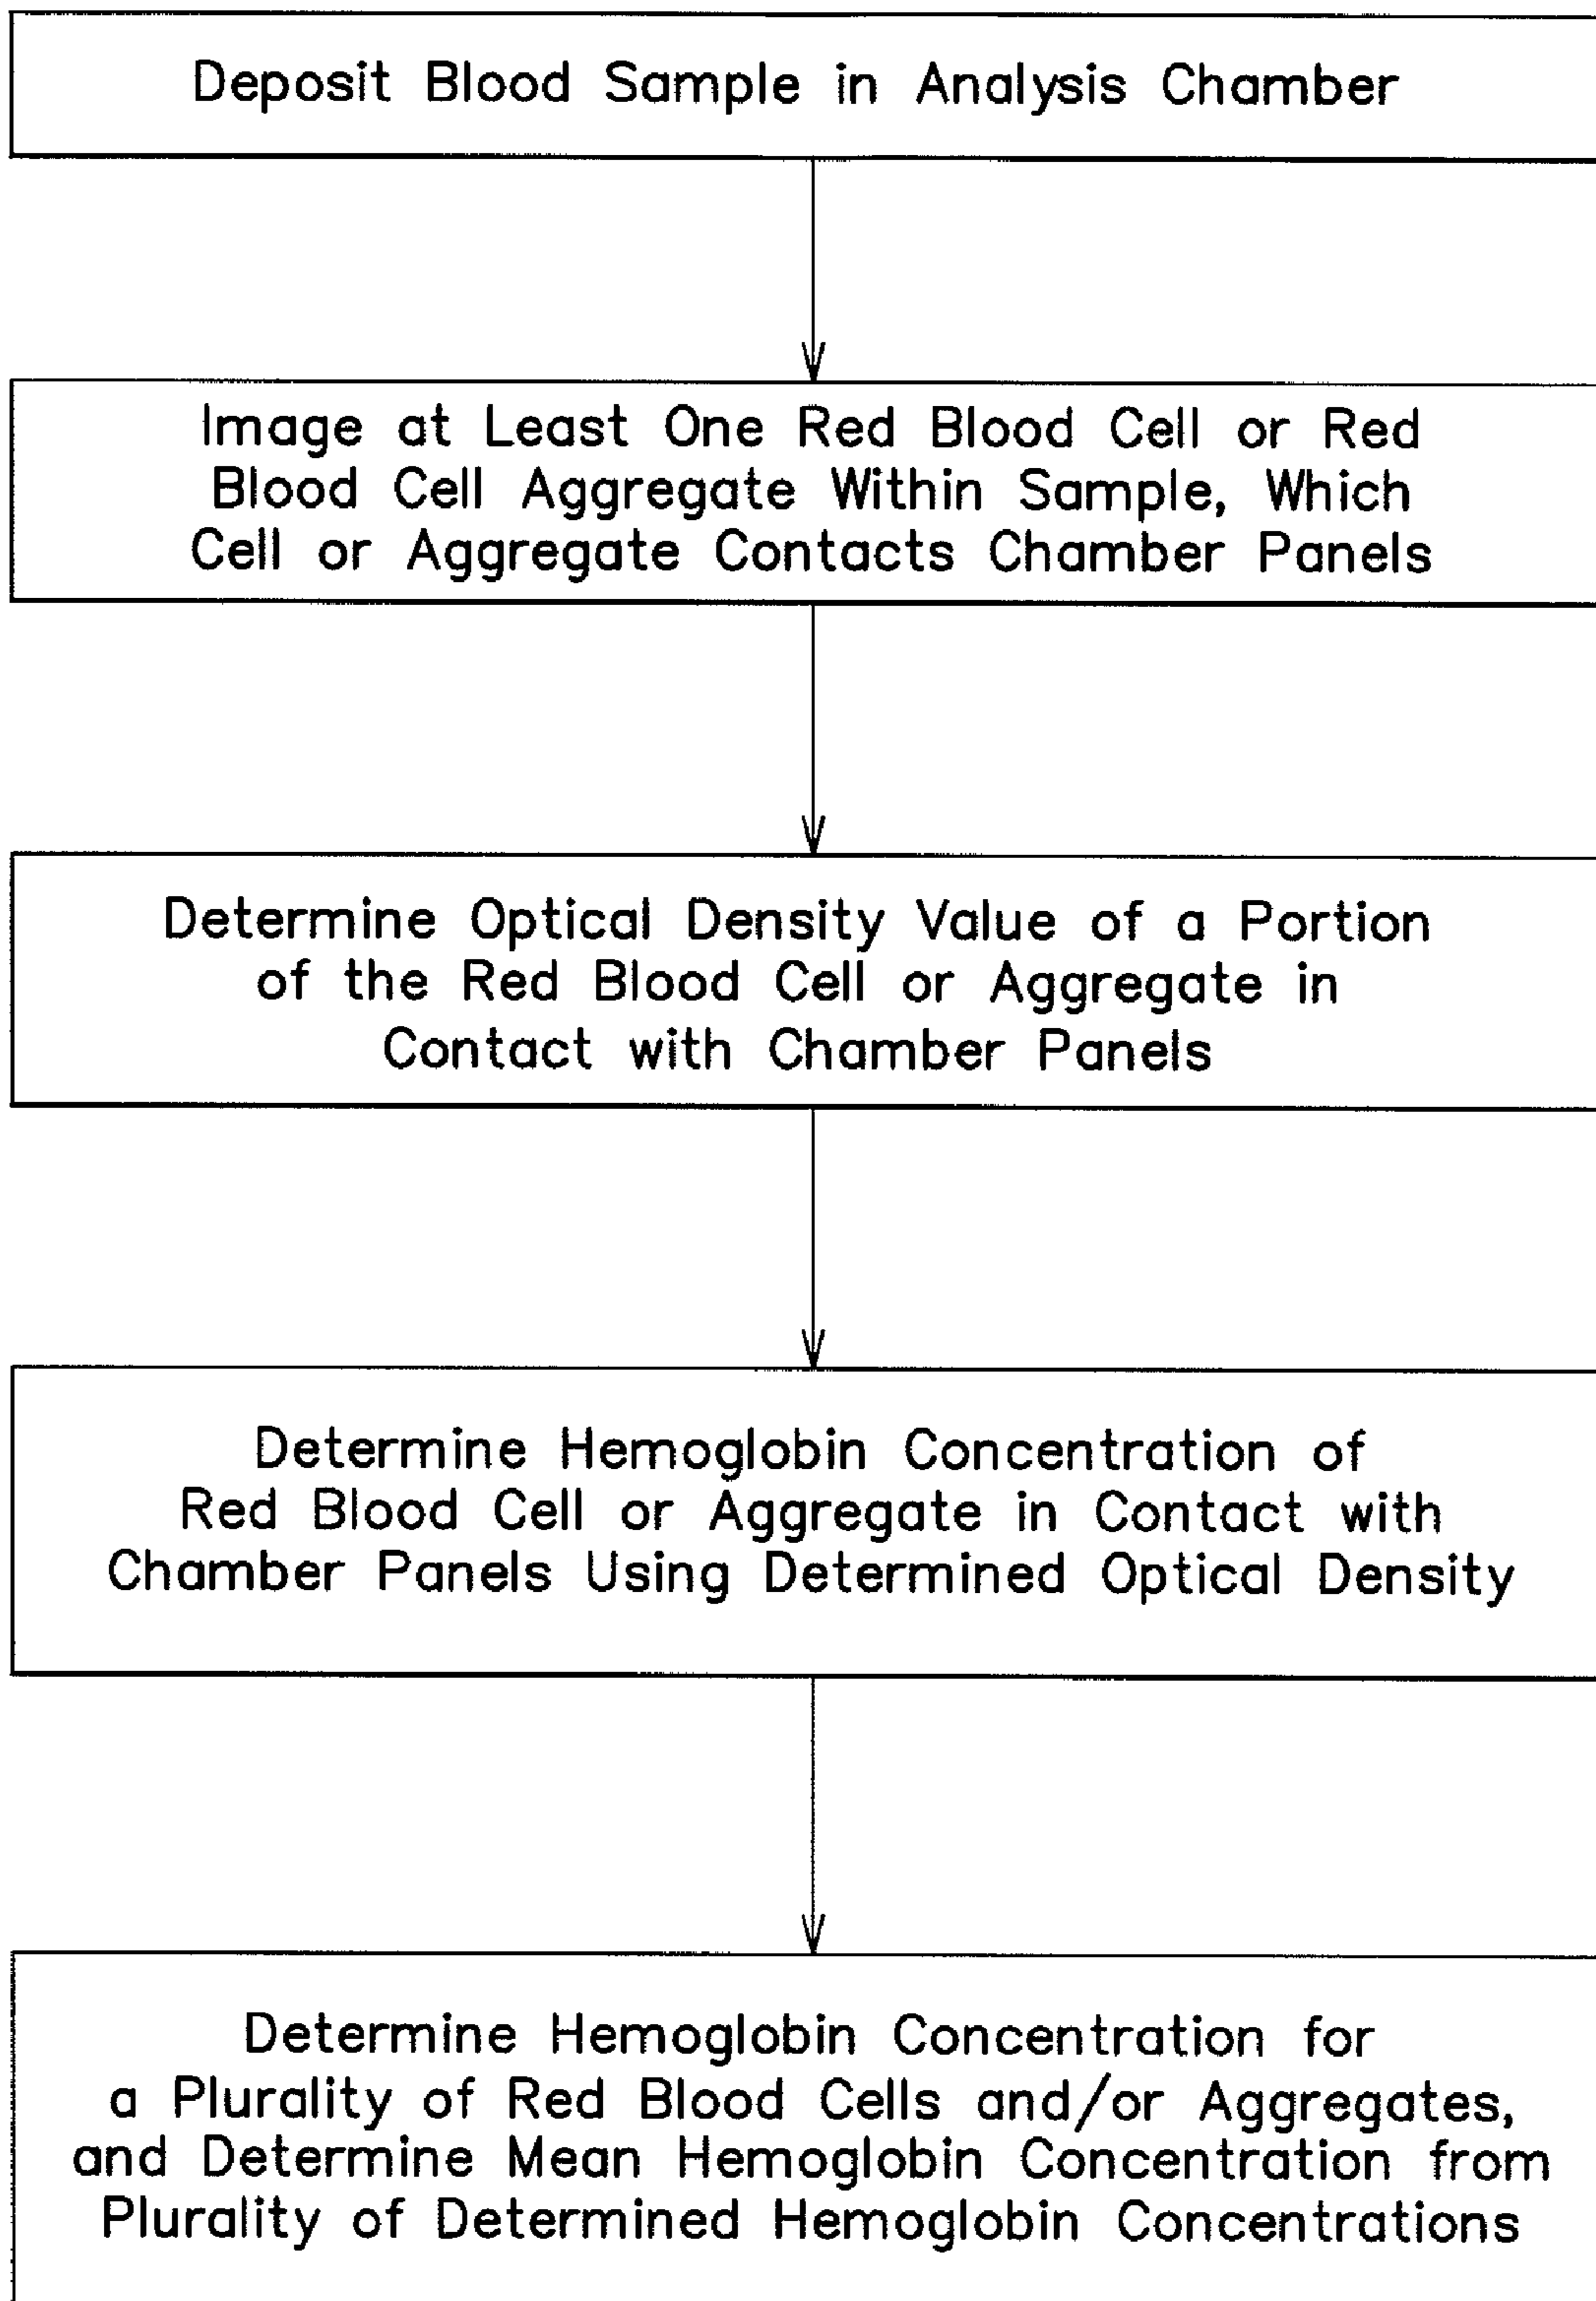 Deposit Blood Sample in Analysis Chamber
Image at Least One Red Blood Cell or Red
Blood Cell Aggregate Within Sample, Which
Cell or Aggregate Contacts Chamber Panels
Determine Optical Density Value of a Portion
of the Red Blood Cell or Aggregate in
Contact with Chamber Panels
Determine Hemoglobin Concentration of
Red Blood Cell or Aggregate in Contact with
Chamber Panels Using Determined Optical Density
Determine Hemoglobin Concentration for
a Plurality of Red Blood Cells and/or Aggregates,
and Determine Mean Hemoglobin Concentration from
Plurality of Determined Hemoglobin Concentrations